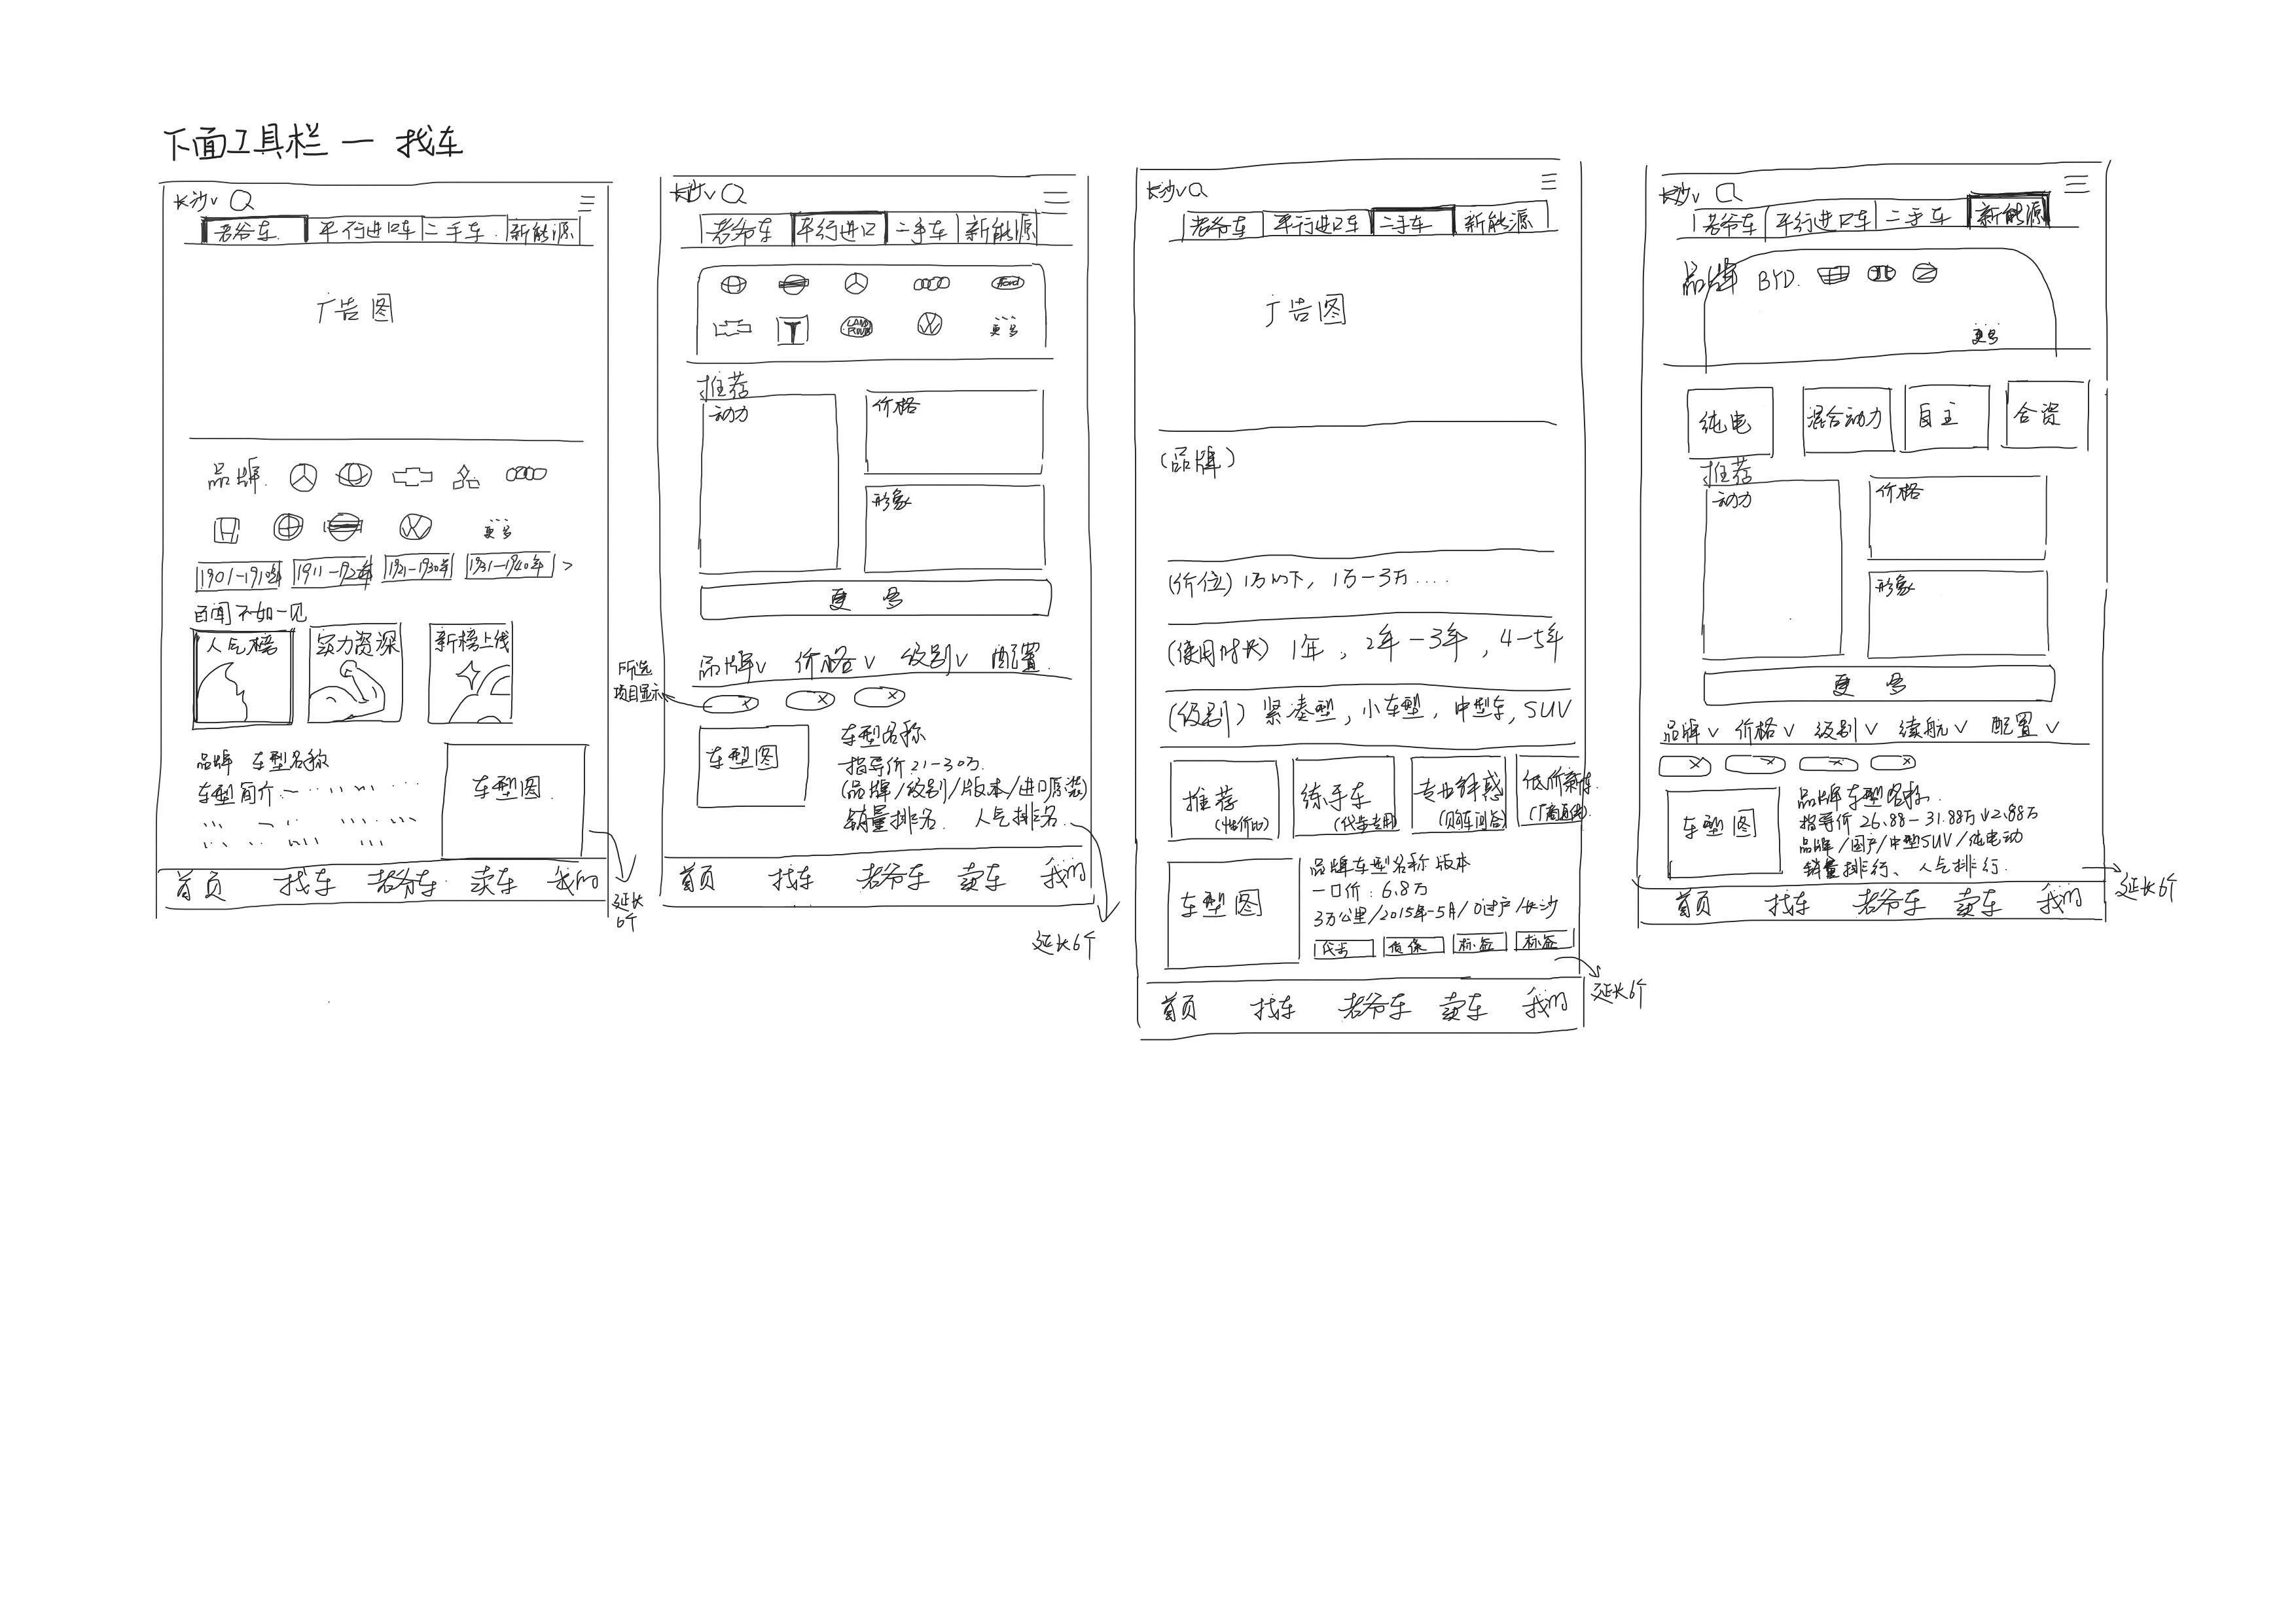 下面工具栏 — 找车
长沙∨
老爷车 平行进口车 二手车 新能源
广告图
品牌
更多
1901-1910年 1911-1920年 1921-1930年 1931-1940年 >
百闻不如一见
人气榜 实力资深 新榜上线
品牌 车型名称
车型简介
车型图
首页 找车 老爷车 卖车 我的
延长6个
长沙∨
老爷车 平行进口 二手车 新能源
Ford
T LAND ROVER
更多
推荐
动力
价格
形象
更多
品牌∨ 价格∨ 级别∨ 配置
所选
项目显示
车型图
车型名称
指导价 21-30万
(品牌/级别/版本/进口原装)
销量排名 人气排名
首页 找车 老爷车 卖车 我的
延长6个
长沙∨
老爷车 平行进口车 二手车 新能源
广告图
(品牌)
(价位) 1万以下, 1万-3万....
(使用时长) 1年, 2年-3年, 4-5年
(级别) 紧凑型, 小车型, 中型车, SUV
推荐 (性价比)
练手车 (代步专用)
专业解惑 (购车问答)
低价新车
车型图
品牌车型名称 版本
一口价: 6.8万
3万公里/2015年-5月/0过户/长沙
代步 质保 标签 标签
首页 找车 老爷车 卖车 我的
延长6个
长沙
老爷车 平行进口车 二手车 新能源
品牌 BYD.
更多
纯电 混合动力 自主 合资
推荐
动力
价格
形象
更多
品牌∨ 价格∨ 级别∨ 续航∨ 配置∨
车型图
品牌车型名称.
指导价 26.88-31.88万↓2.88万
品牌/国产/中型SUV/纯电动
销量排行、人气排行.
首页 找车 老爷车 卖车 我的
延长6个